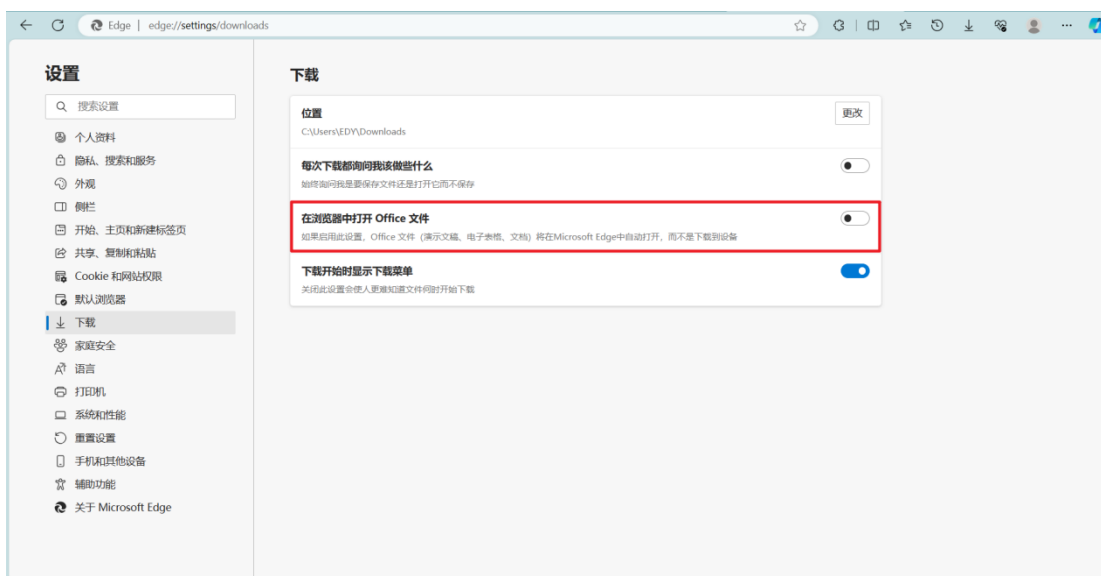 Edge | edge://settings/downloads
设置
搜索设置
个人资料
隐私、搜索和服务
外观
侧栏
开始、主页和新建标签页
共享、复制和粘贴
Cookie 和网站权限
默认浏览器
下载
家庭安全
语言
打印机
系统和性能
重置设置
手机和其他设备
辅助功能
关于 Microsoft Edge
下载
位置
更改
C:\Users\EDY\Downloads
每次下载都询问我该做些什么
始终询问我是要保存文件还是打开它而不保存
在浏览器中打开 Office 文件
如果启用此设置，Office 文件（演示文稿、电子表格、文档）将在Microsoft Edge中自动打开，而不是下载到设备
下载开始时显示下载菜单
关闭此设置会使人更难知道文件何时开始下载